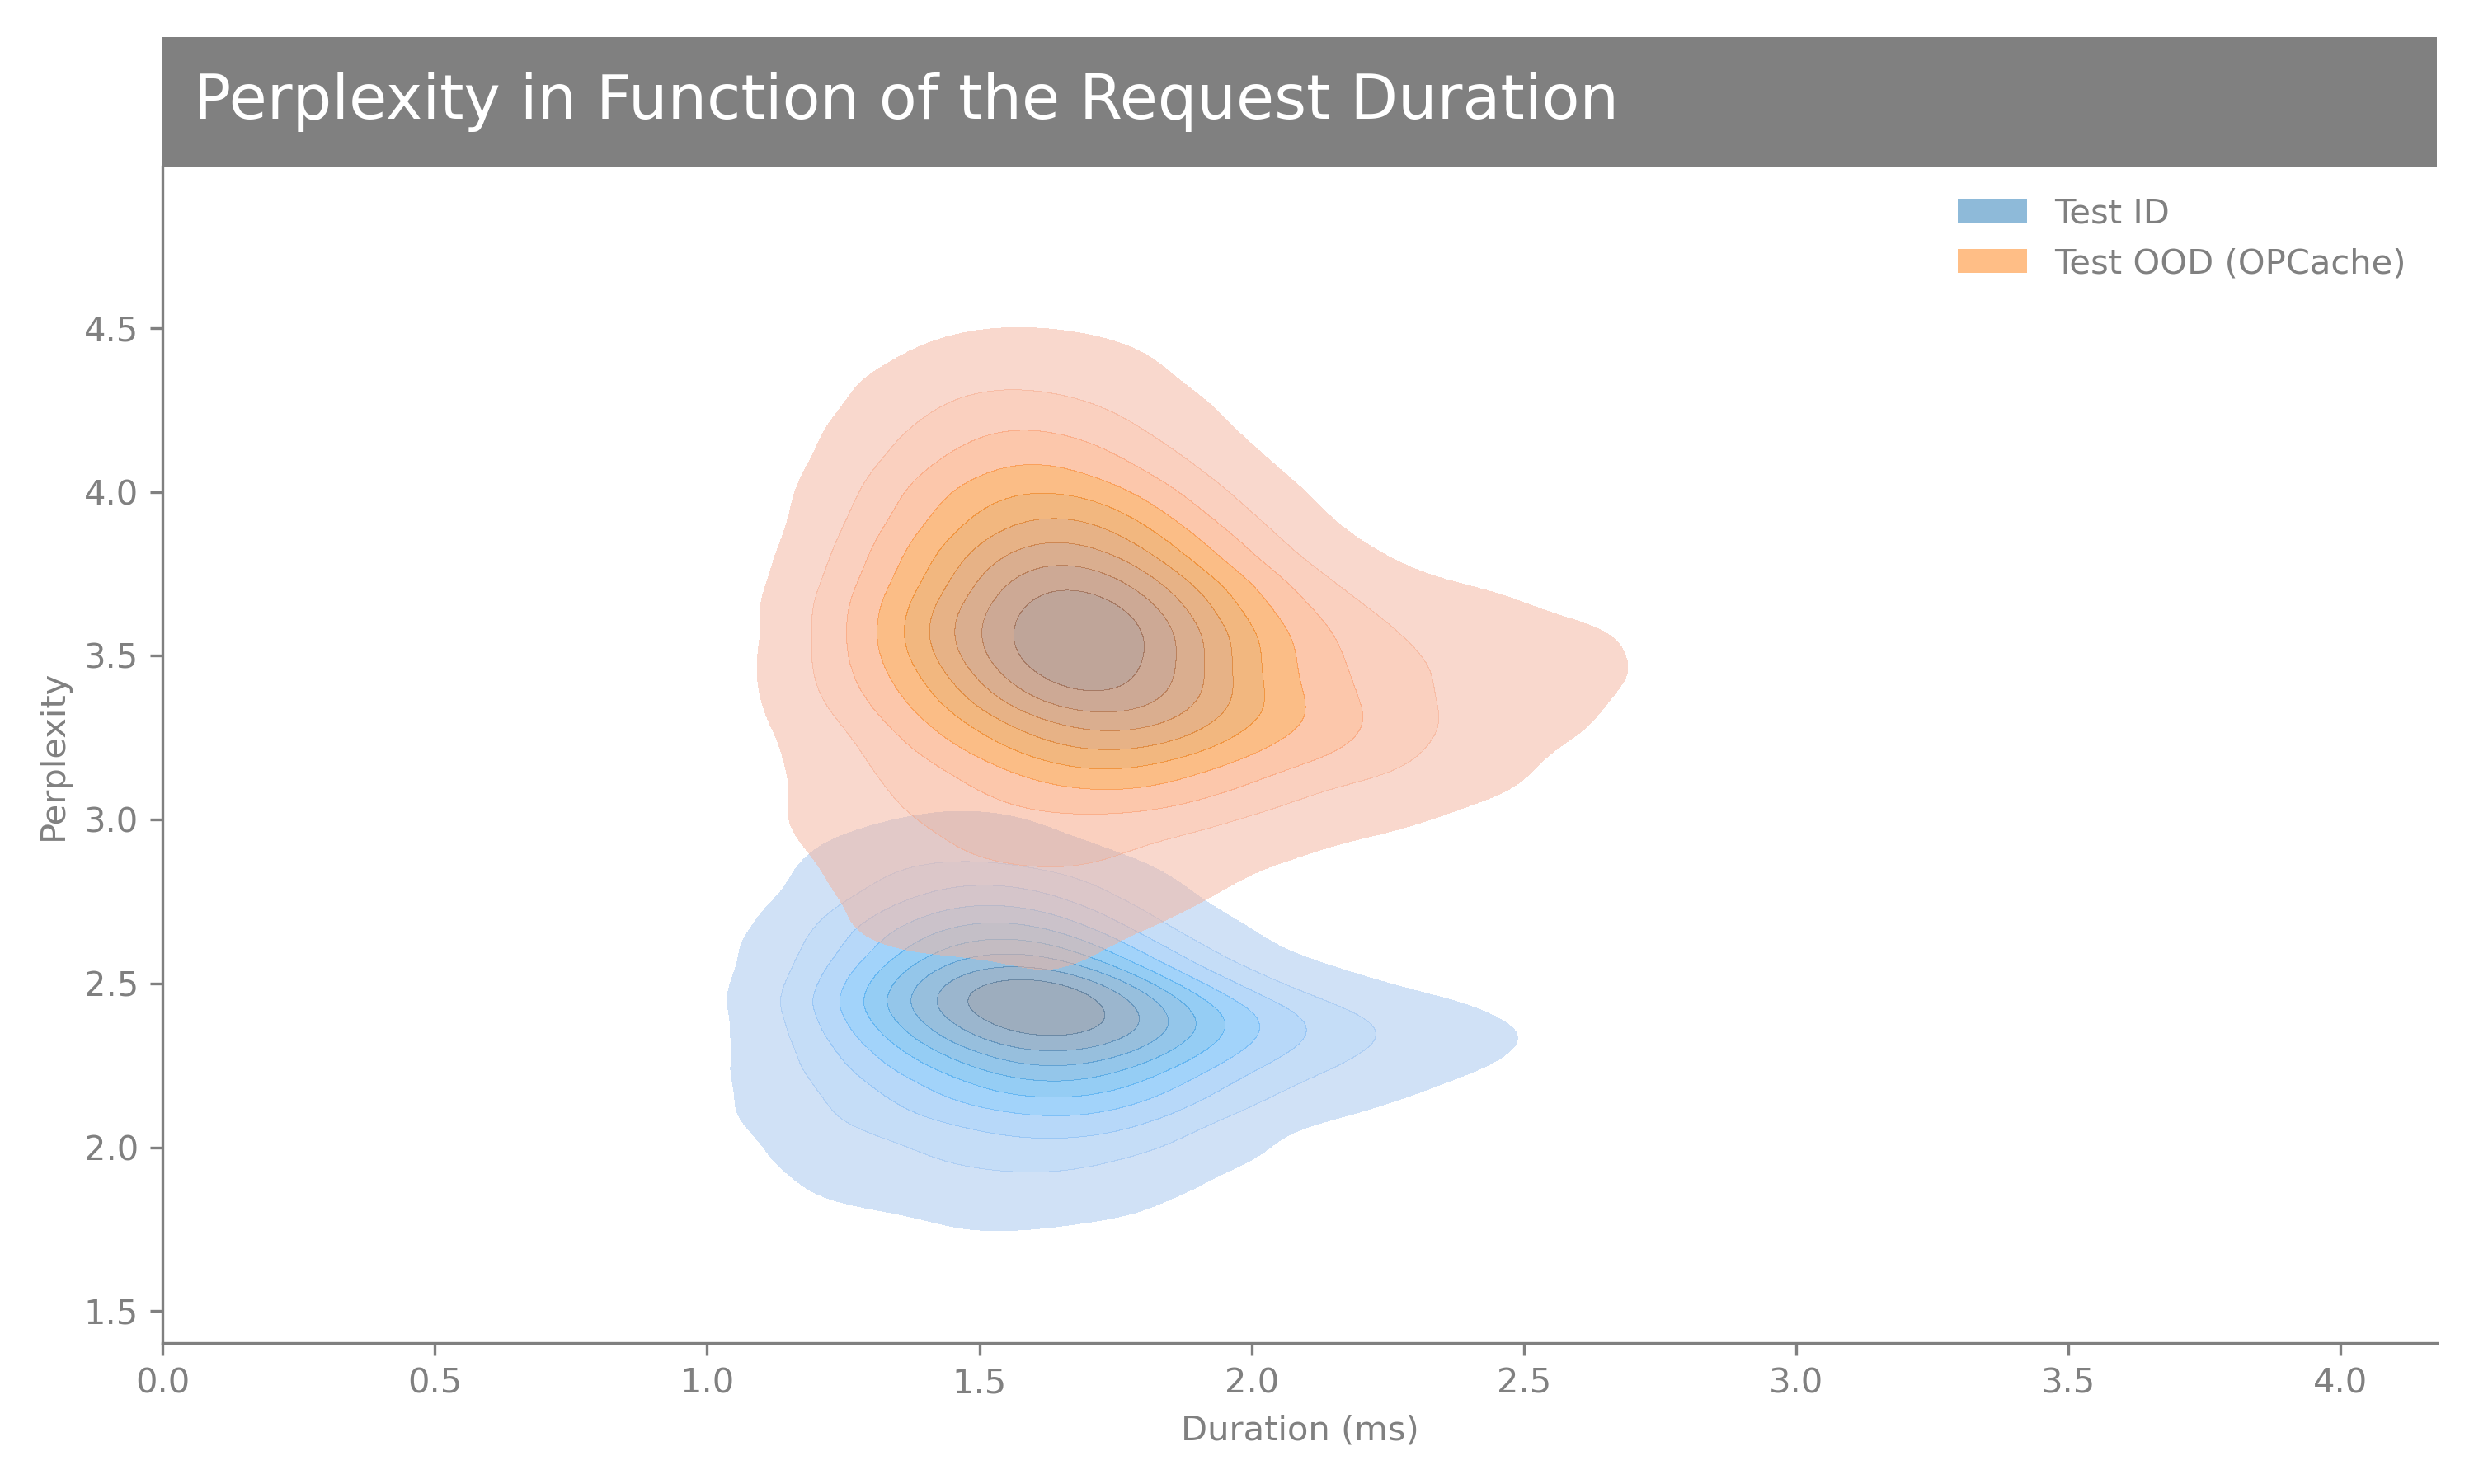 Perplexity in Function of the Request Duration
Test ID
Test OOD (OPCache)
4.5
4.0
3.5
3.0
2.5
2.0
1.5
Perplexity
0.0 0.5 1.0 1.5 2.0 2.5 3.0 3.5 4.0
Duration (ms)